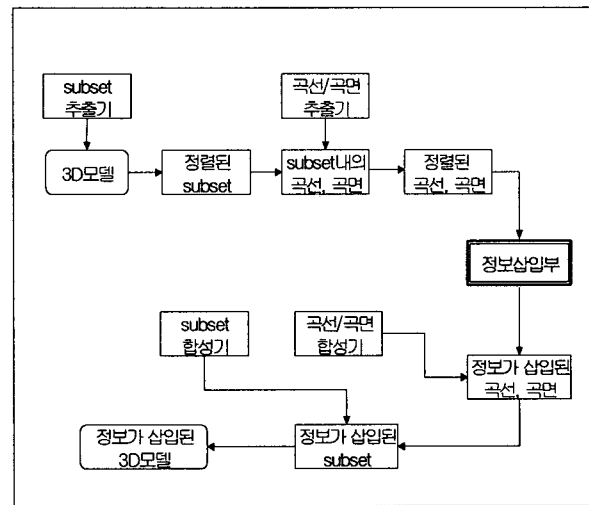 subset
추출기
곡선/곡면
추출기
3D모델
정렬된
subset
subset내의
곡선, 곡면
정렬된
곡선, 곡면
정보삽입부
subset
합성기
곡선/곡면
합성기
정보가 삽입된
곡선, 곡면
정보가 삽입된
3D모델
정보가 삽입된
subset